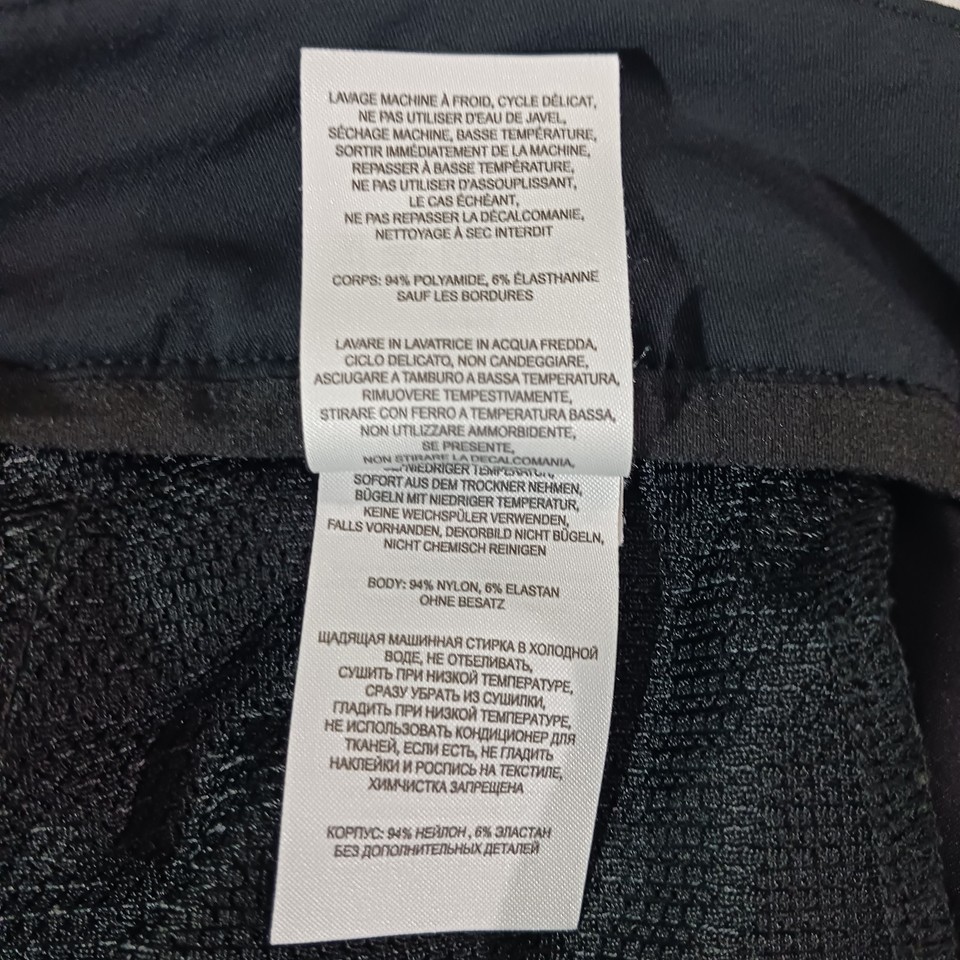 LAVAGE MACHINE À FROID, CYCLE DÉLICAT,
NE PAS UTILISER D'EAU DE JAVEL,
SÉCHAGE MACHINE, BASSE TEMPÉRATURE,
SORTIR IMMÉDIATEMENT DE LA MACHINE,
REPASSER À BASSE TEMPÉRATURE,
NE PAS UTILISER D'ASSOUPLISSANT,
LE CAS ÉCHÉANT,
NE PAS REPASSER LA DÉCALCOMANIE,
NETTOYAGE À SEC INTERDIT
CORPS: 94% POLYAMIDE, 6% ÉLASTHANNE
SAUF LES BORDURES
LAVARE IN LAVATRICE IN ACQUA FREDDA,
CICLO DELICATO, NON CANDEGGIARE,
ASCIUGARE A TAMBURO A BASSA TEMPERATURA,
RIMUOVERE TEMPESTIVAMENTE,
STIRARE CON FERRO A TEMPERATURA BASSA,
NON UTILIZZARE AMMORBIDENTE,
SE PRESENTE,
NON STIRARE LA DECALCOMANIA,
NIEDRIGER TEMPERATUR,
SOFORT AUS DEM TROCKNER NEHMEN,
BÜGELN MIT NIEDRIGER TEMPERATUR,
KEINE WEICHSPÜLER VERWENDEN,
FALLS VORHANDEN, DEKORBILD NICHT BÜGELN,
NICHT CHEMISCH REINIGEN
BODY: 94% NYLON, 6% ELASTAN
OHNE BESATZ
ЩАДЯЩАЯ МАШИННАЯ СТИРКА В ХОЛОДНОЙ
ВОДЕ, НЕ ОТБЕЛИВАТЬ,
СУШИТЬ ПРИ НИЗКОЙ ТЕМПЕРАТУРЕ,
СРАЗУ УБРАТЬ ИЗ СУШИЛКИ,
ГЛАДИТЬ ПРИ НИЗКОЙ ТЕМПЕРАТУРЕ,
НЕ ИСПОЛЬЗОВАТЬ КОНДИЦИОНЕР ДЛЯ
ТКАНЕЙ, ЕСЛИ ЕСТЬ, НЕ ГЛАДИТЬ
НАКЛЕЙКИ И РОСПИСЬ НА ТЕКСТИЛЕ,
ХИМЧИСТКА ЗАПРЕЩЕНА
КОРПУС: 94% НЕЙЛОН , 6% ЭЛАСТАН
БЕЗ ДОПОЛНИТЕЛЬНЫХ ДЕТАЛЕЙ